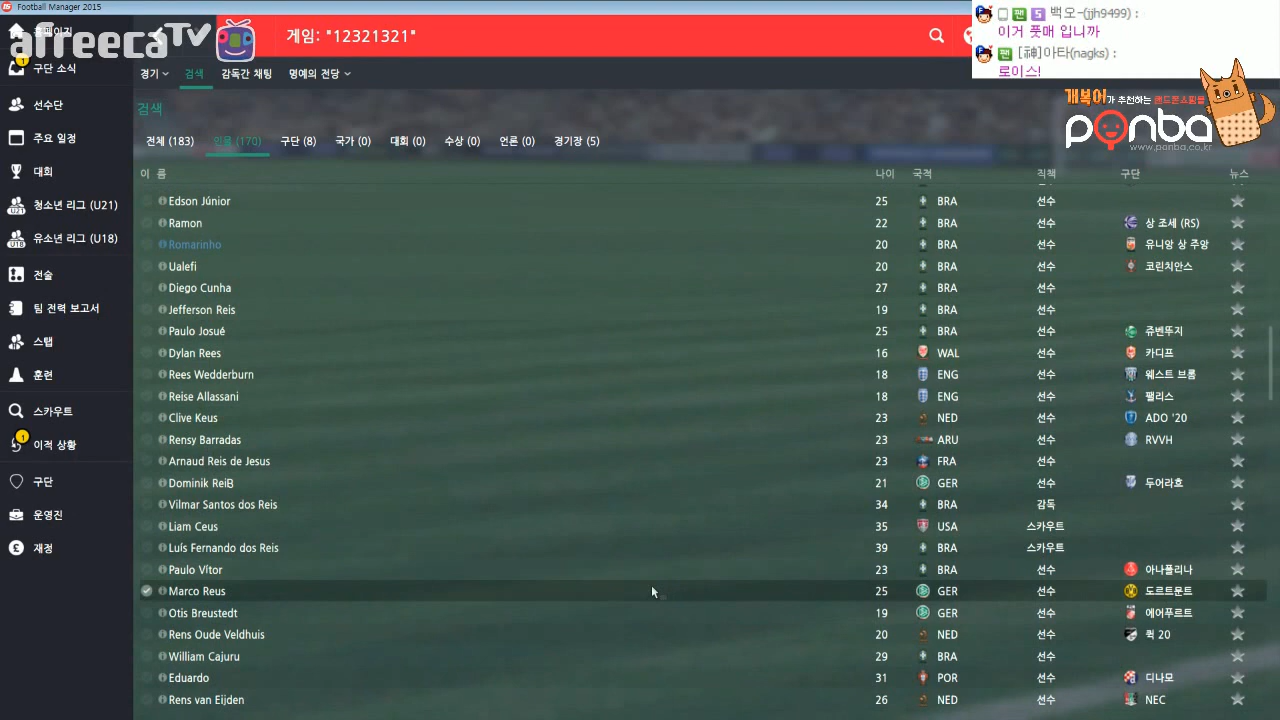 Football Manager 2015
afreecaTV
게임: "12321321"
백오-(jjh9499) :
이거 풋매 입니까
[神]아타(nagks) :
로이스!
개복어가 추천하는 랜드폰쇼핑몰
ponba
www.ponba.co.kr
구단 소식
선수단
주요 일정
대회
청소년 리그 (U21)
유소년 리그 (U18)
전술
팀 전력 보고서
스탭
훈련
스카우트
이적 상황
구단
운영진
재정
경기 검색 감독간 채팅 명예의 전당
검색
전체 (183) 인물 (170) 구단 (8) 국가 (0) 대회 (0) 수상 (0) 언론 (0) 경기장 (5)
이 름 나이 국적 직책 구단 뉴스
Edson Júnior 25 BRA 선수
Ramon 22 BRA 선수 상 조세 (RS)
Romarinho 20 BRA 선수 유니앙 상 주앙
Ualefi 20 BRA 선수 코린치안스
Diego Cunha 27 BRA 선수
Jefferson Reis 19 BRA 선수
Paulo Josué 25 BRA 선수 쥬벤뚜지
Dylan Rees 16 WAL 선수 카디프
Rees Wedderburn 18 ENG 선수 웨스트 브롬
Reise Allassani 18 ENG 선수 팰리스
Clive Keus 23 NED 선수 ADO '20
Rensy Barradas 23 ARU 선수 RVVH
Arnaud Reis de Jesus 23 FRA 선수
Dominik Reiß 21 GER 선수 두어라흐
Vilmar Santos dos Reis 34 BRA 감독
Liam Ceus 35 USA 스카우트
Luís Fernando dos Reis 39 BRA 스카우트
Paulo Vítor 23 BRA 선수 아나폴리나
Marco Reus 25 GER 선수 도르트문트
Otis Breustedt 19 GER 선수 에어푸르트
Rens Oude Veldhuis 20 NED 선수 퀵 20
William Cajuru 29 BRA 선수
Eduardo 31 POR 선수 디나모
Rens van Eijden 26 NED 선수 NEC